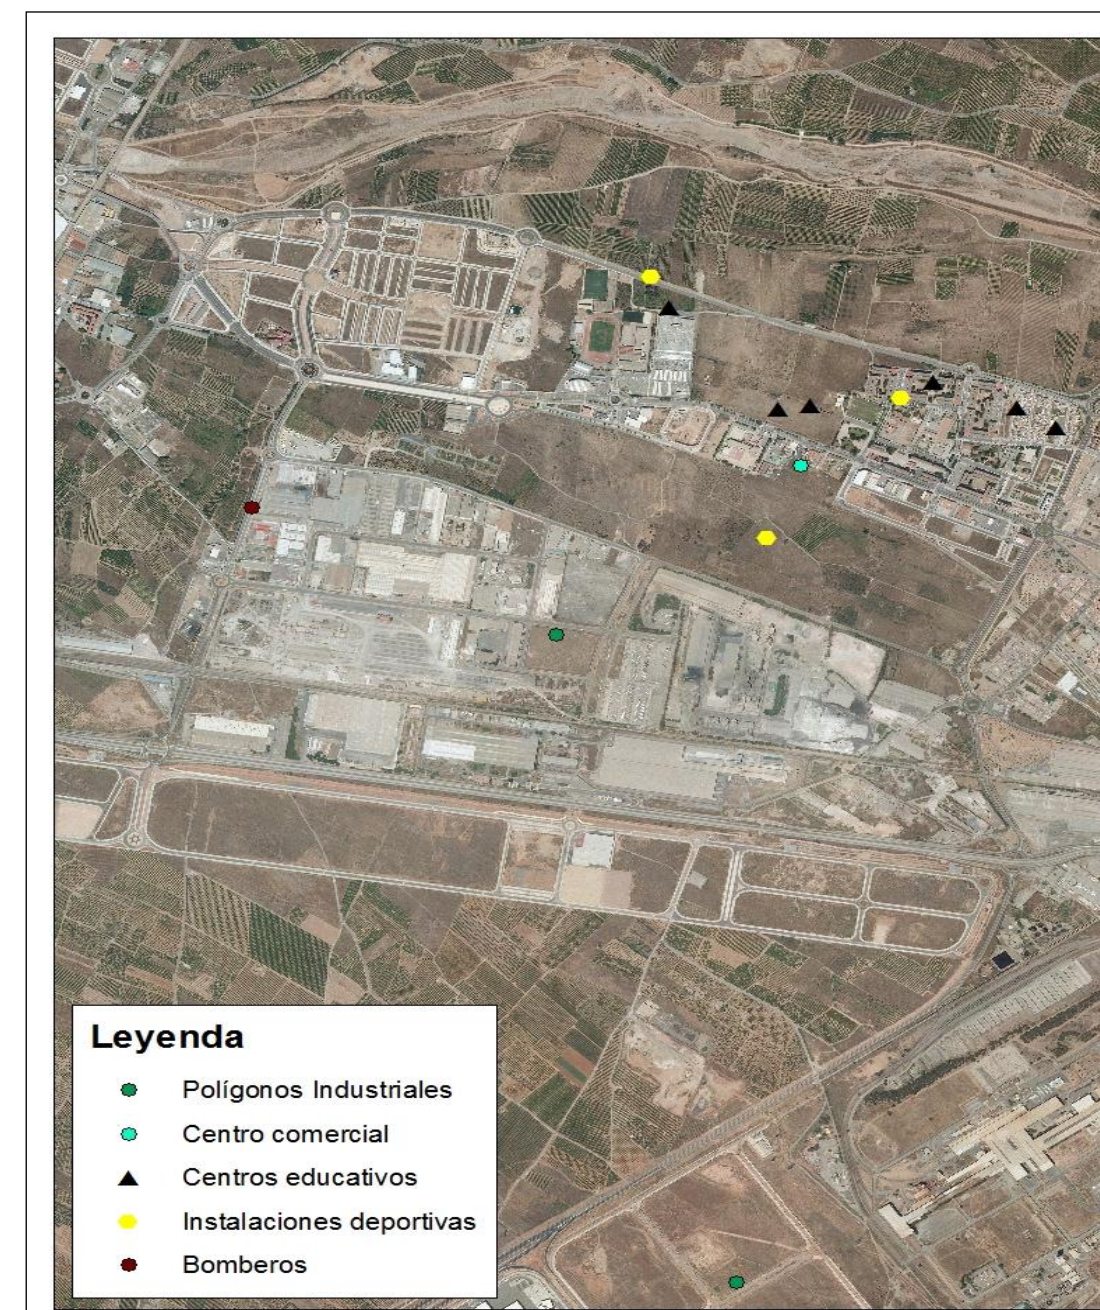 Leyenda
Polígonos Industriales
Centro comercial
Centros educativos
Instalaciones deportivas
Bomberos